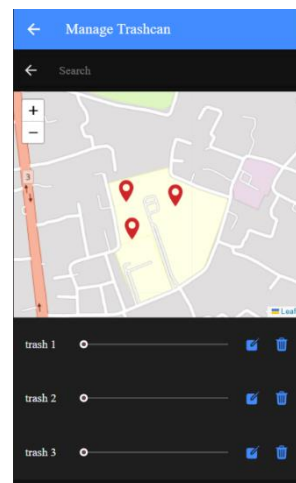 Manage Trashcan
Search
+
−
3
Leaf
trash 1
trash 2
trash 3